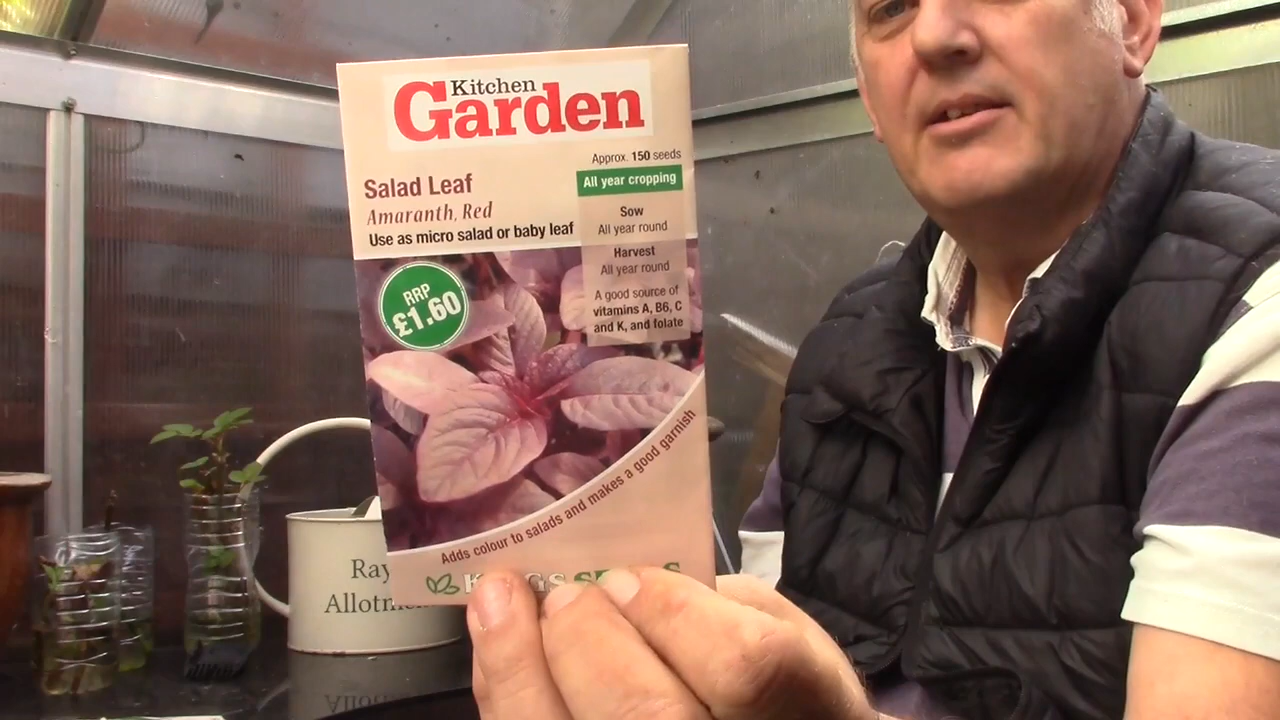 Kitchen
Garden
Approx. 150 seeds
All year cropping
Salad Leaf
Amaranth, Red
Use as micro salad or baby leaf
Sow
All year round
Harvest
All year round
A good source of
vitamins A, B6, C
and K, and folate
RRP
£1.60
Adds colour to salads and makes a good garnish
Ray